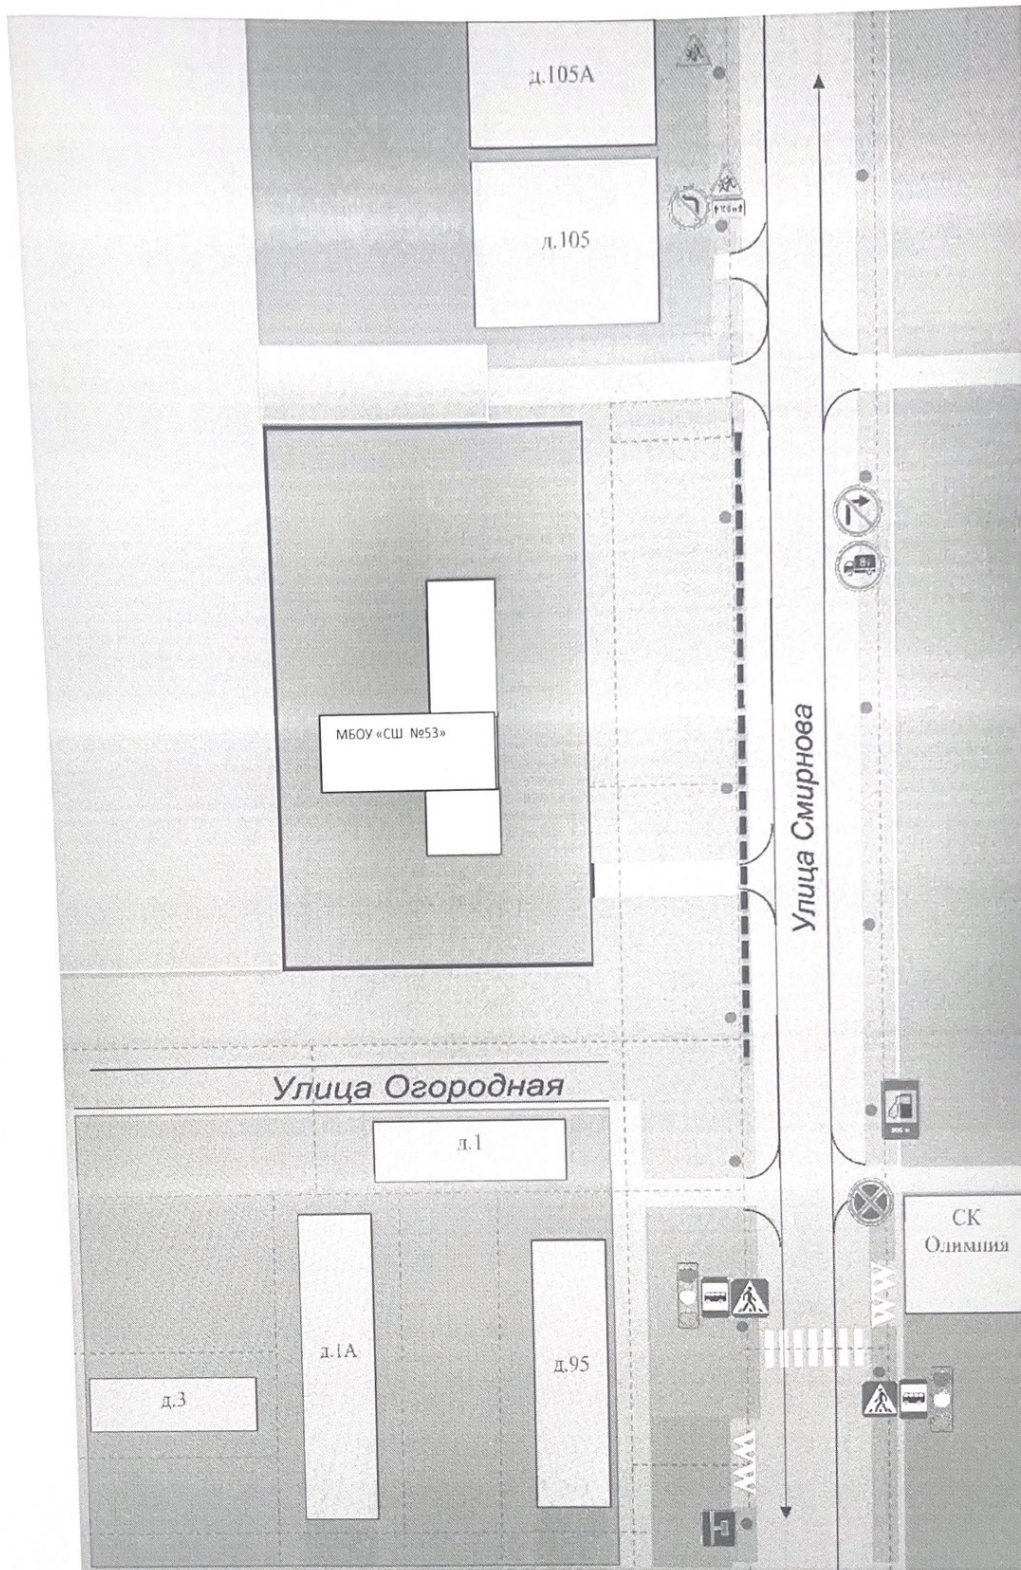 д.105А
д.105
МБОУ «СШ №53»
Улица Смирнова
Улица Огородная
д.1
СК
Олимпия
д.1А
д.95
д.3